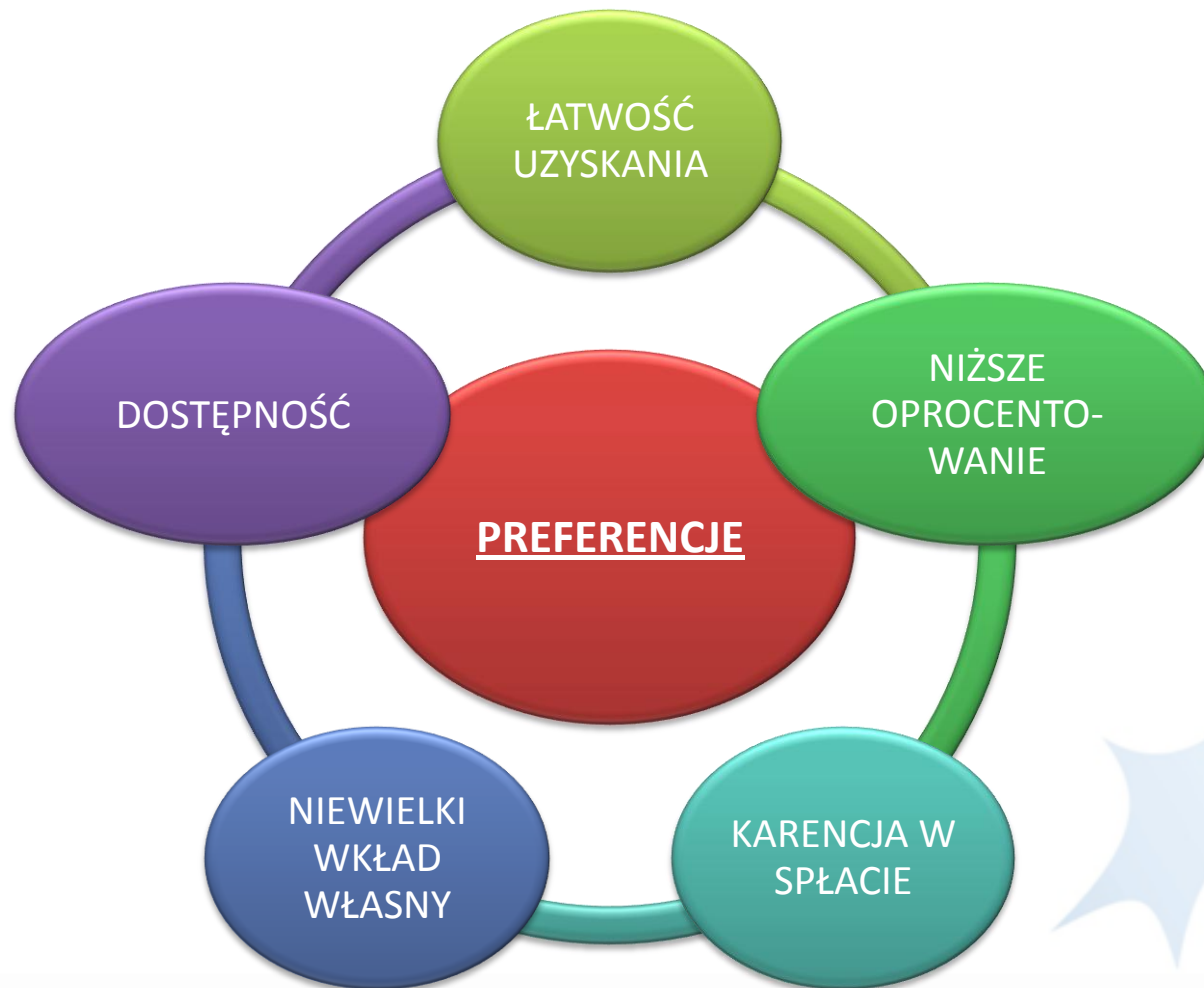 ŁATWOŚĆ
UZYSKANIA
NIŻSZE
OPROCENTO-
WANIE
DOSTĘPNOŚĆ
PREFERENCJE
NIEWIELKI
WKŁAD
WŁASNY
KARENCJA W
SPŁACIE